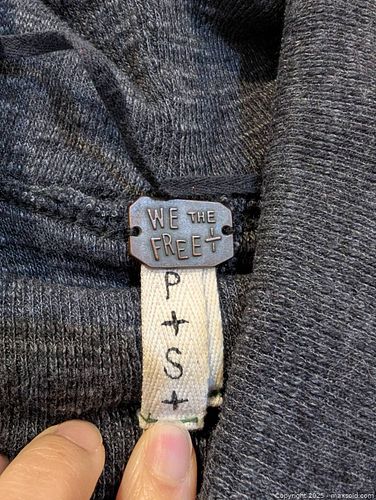 WE THE
FREE
P
+
S
+
Copyright 2025 - maxsold.com